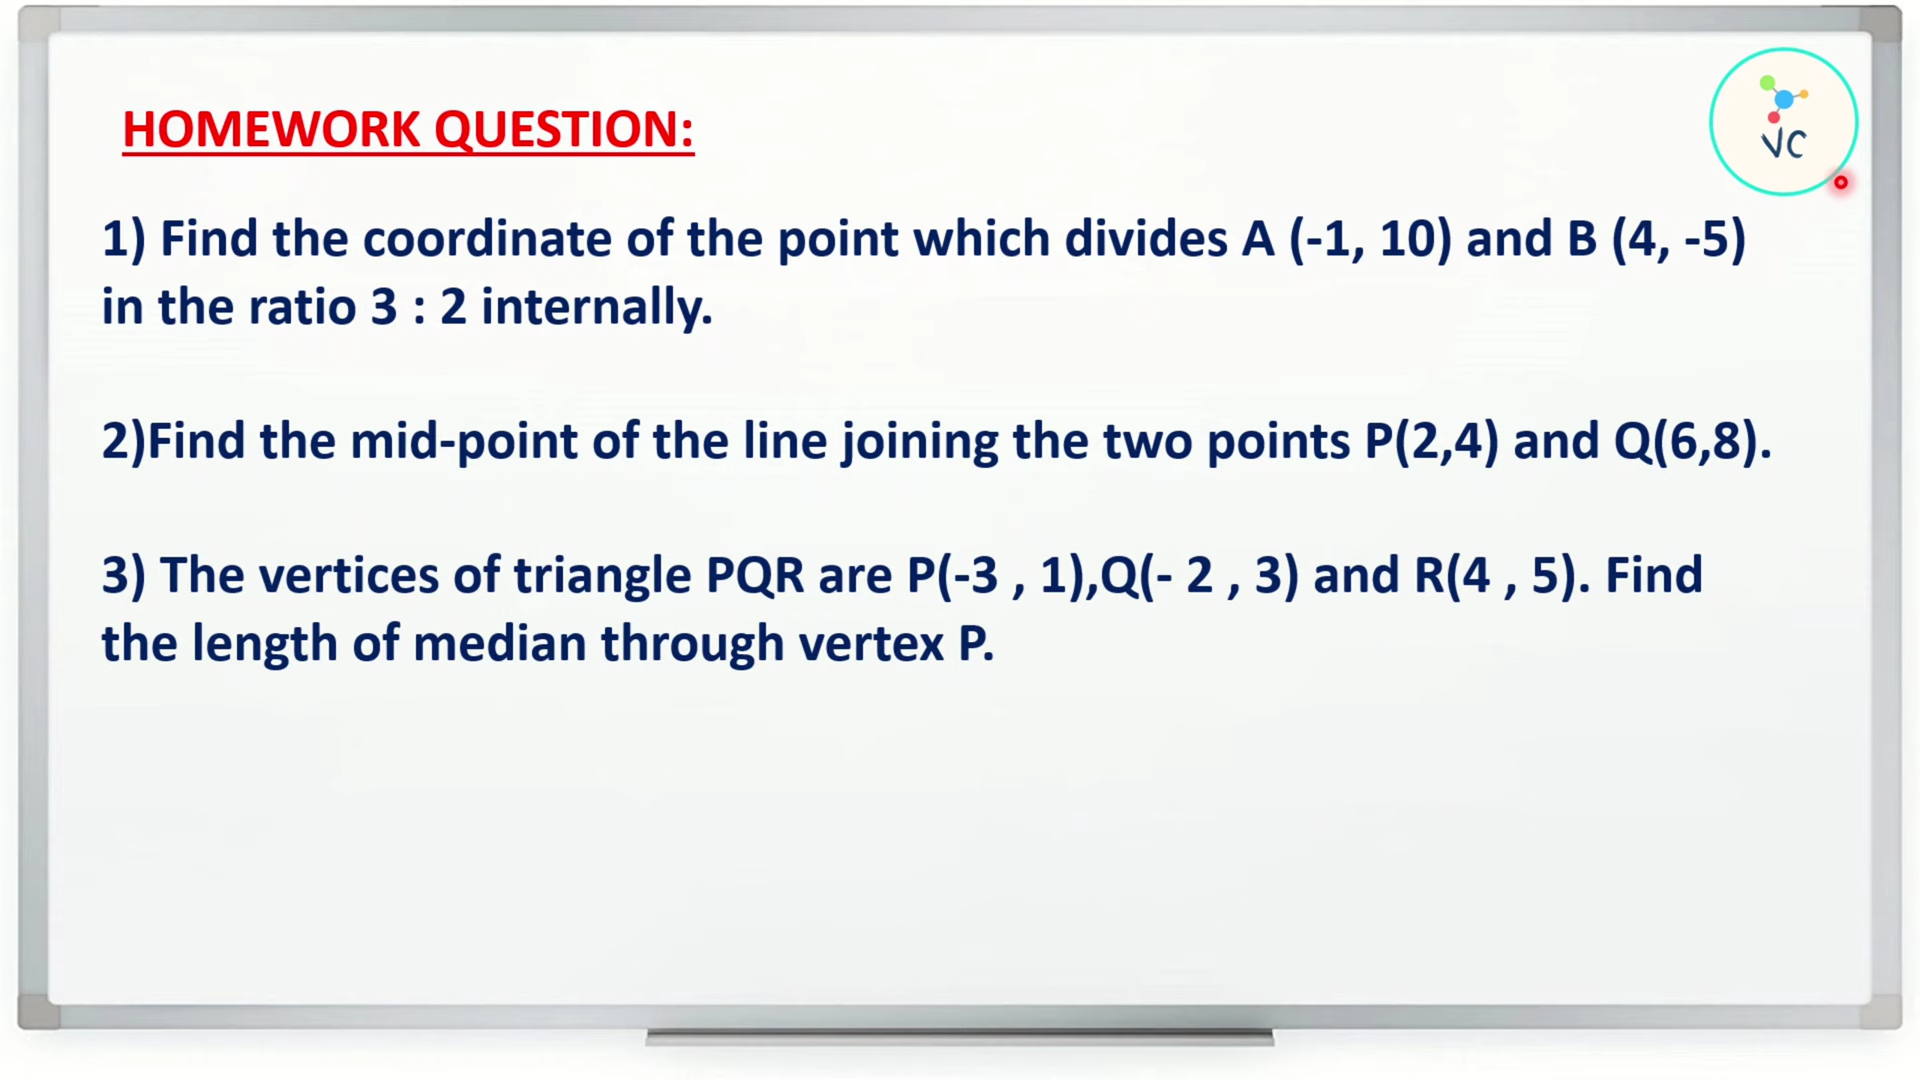 HOMEWORK QUESTION:
VC
1) Find the coordinate of the point which divides A (-1, 10) and B (4, -5)
in the ratio 3 : 2 internally.
2)Find the mid-point of the line joining the two points P(2,4) and Q(6,8).
3) The vertices of triangle PQR are P(-3 , 1),Q(- 2 , 3) and R(4 , 5). Find
the length of median through vertex P.